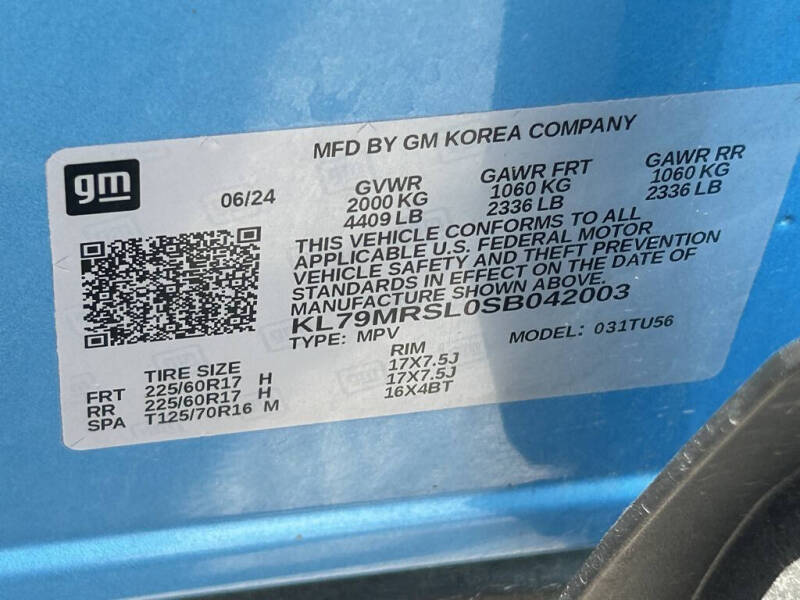 gm
MFD BY GM KOREA COMPANY
06/24
GVWR
2000 KG
4409 LB
GAWR FRT
1060 KG
2336 LB
GAWR RR
1060 KG
2336 LB
THIS VEHICLE CONFORMS TO ALL
APPLICABLE U.S. FEDERAL MOTOR
VEHICLE SAFETY AND THEFT PREVENTION
STANDARDS IN EFFECT ON THE DATE OF
MANUFACTURE SHOWN ABOVE.
KL79MRSL0SB042003
TYPE: MPV
MODEL: 031TU56
TIRE SIZE
RIM
FRT 225/60R17 H 17X7.5J
RR 225/60R17 H 17X7.5J
SPA T125/70R16 M 16X4BT